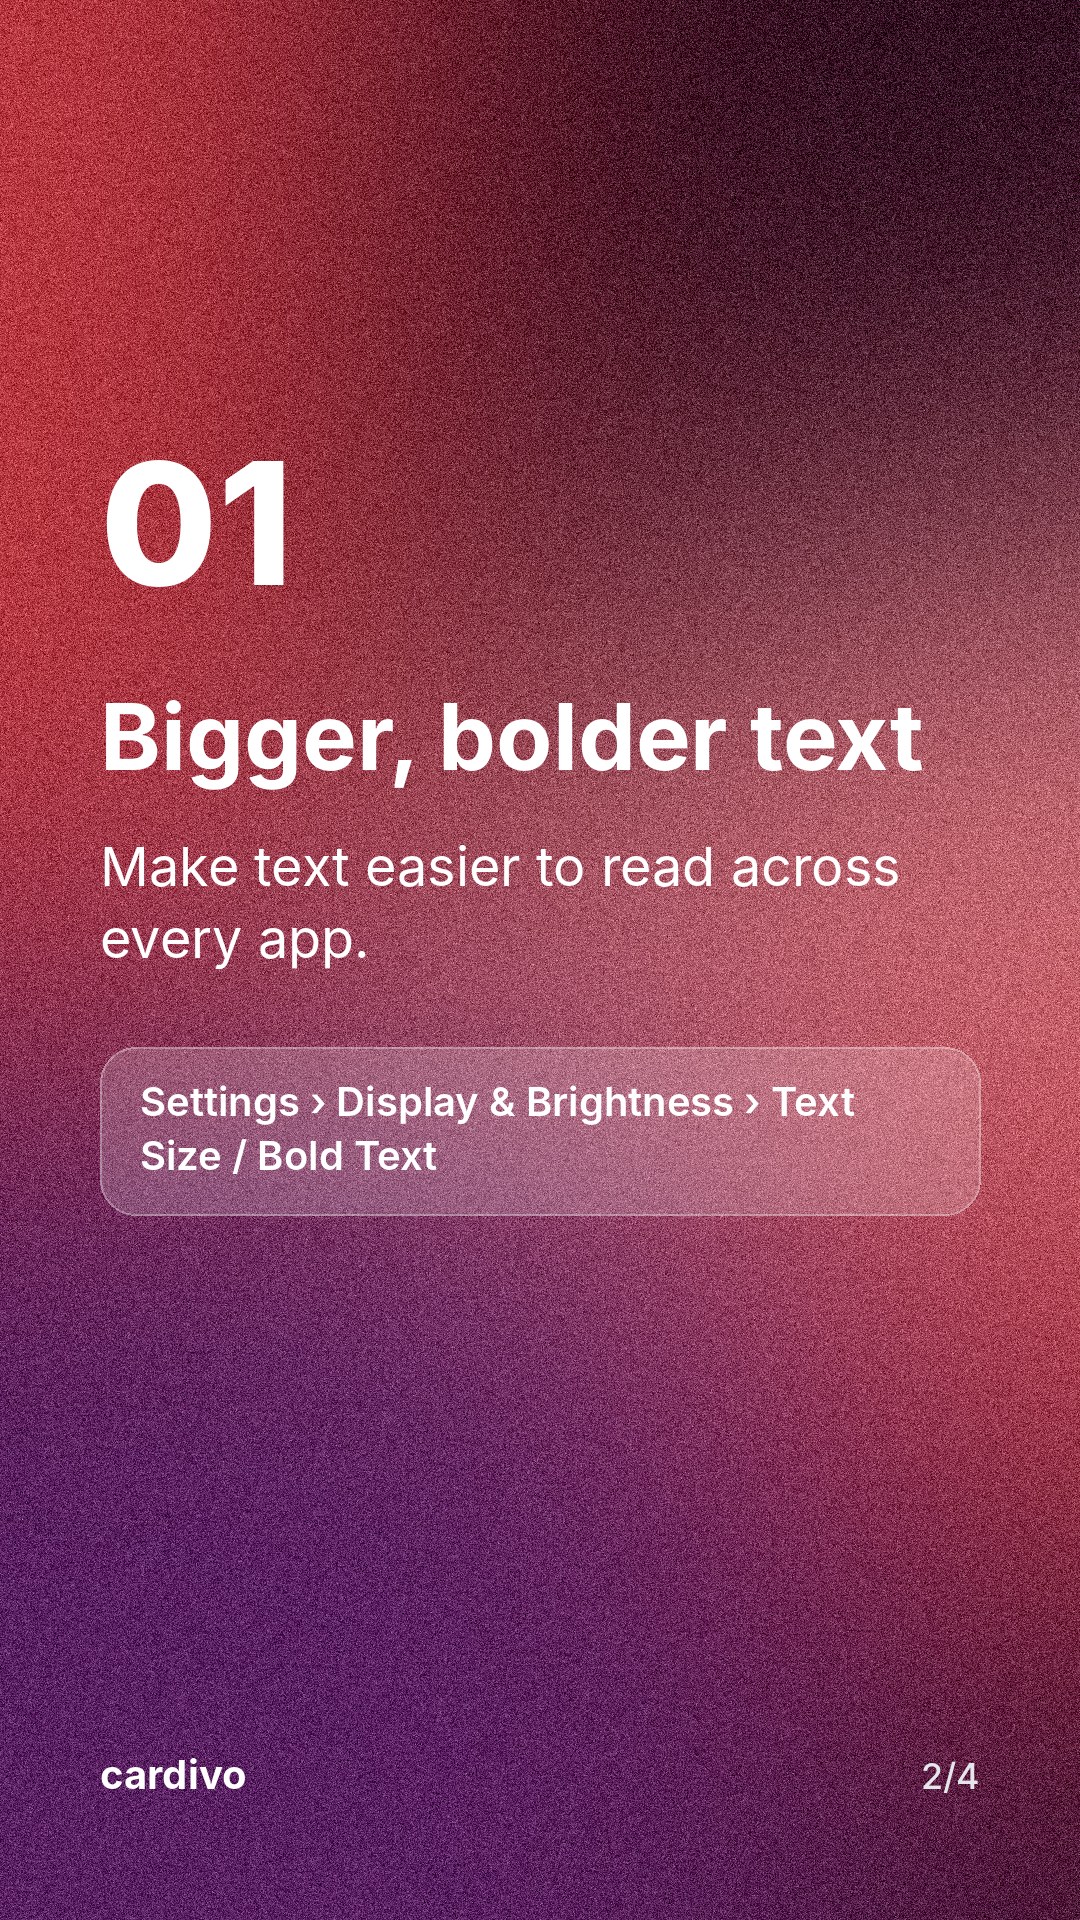 01
Bigger, bolder text
Make text easier to read across
every app.
Settings › Display & Brightness › Text
Size / Bold Text
cardivo
2/4